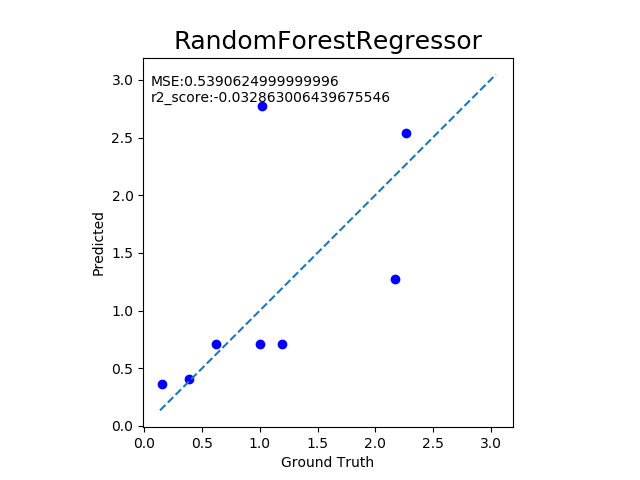 RandomForestRegressor
MSE:0.5390624999999996
r2_score:-0.032863006439675546
3.0
2.5
2.0
1.5
1.0
0.5
0.0
Predicted
0.0 0.5 1.0 1.5 2.0 2.5 3.0
Ground Truth